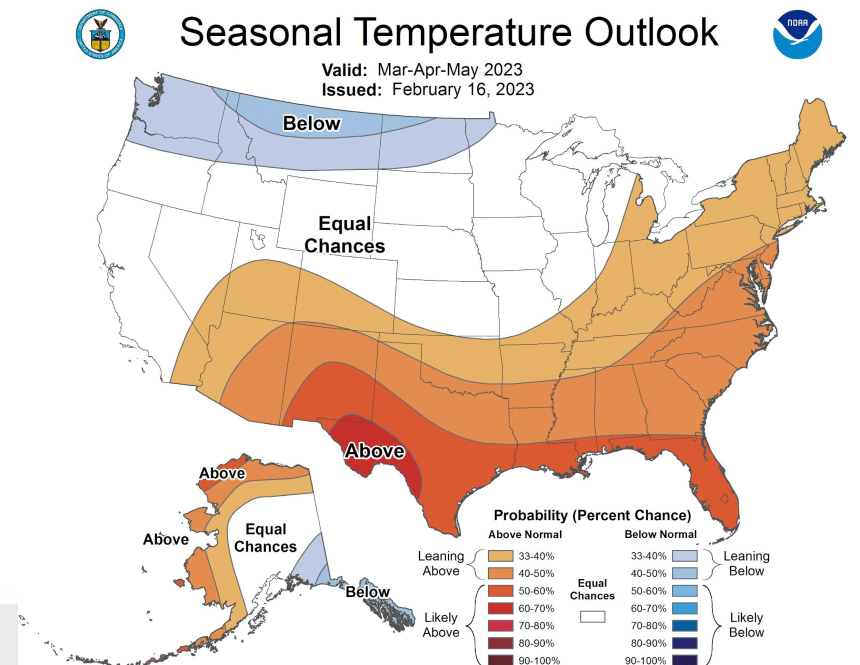 Seasonal Temperature Outlook
NOAA
Valid: Mar-Apr-May 2023
Issued: February 16, 2023
Below
Equal
Chances
Above
Above
Above
Equal
Chances
Below
Probability (Percent Chance)
Above Normal
Below Normal
Leaning
Above
33-40%
40-50%
Likely
Above
50-60%
60-70%
70-80%
80-90%
90-100%
Equal
Chances
33-40%
40-50%
Leaning
Below
50-60%
60-70%
70-80%
80-90%
90-100%
Likely
Below